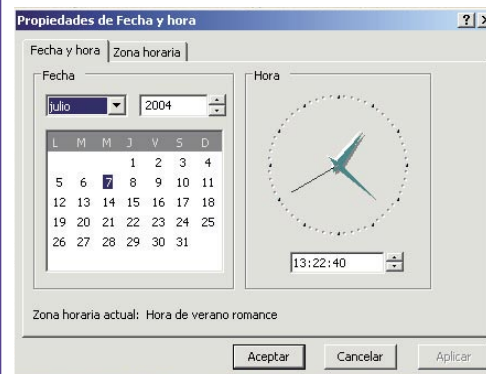 Propiedades de Fecha y hora
Fecha y hora
Zona horaria
Fecha
julio
2004
L M M J V S D
1 2 3 4
5 6 7 8 9 10 11
12 13 14 15 16 17 18
19 20 21 22 23 24 25
26 27 28 29 30 31
Hora
13:22:40
Zona horaria actual: Hora de verano romance
Aceptar
Cancelar
Aplicar